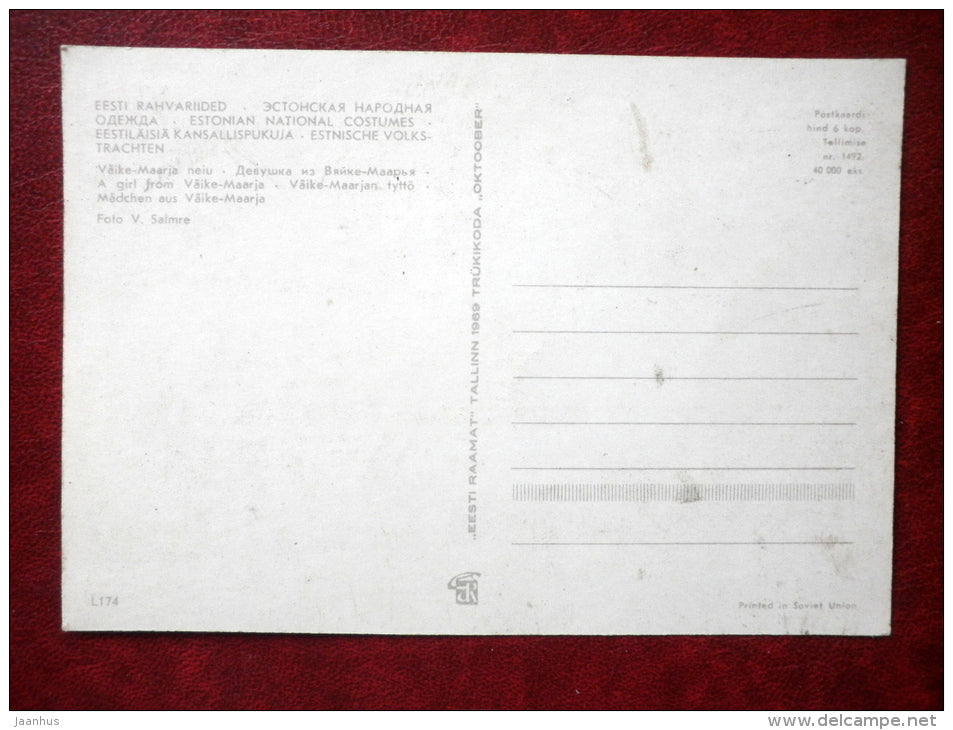 EESTI RAHVARIIDED · ЭСТОНСКАЯ НАРОДНАЯ
ОДЕЖДА · ESTONIAN NATIONAL COSTUMES ·
EESTILÄISIÄ KANSALLISPUKUJA · ESTNISCHE VOLKS-
TRACHTEN
Väike-Maarja neiu · Девушка из Вяйке-Маарья ·
A girl from Väike-Maarja · Väike-Maarjan tyttö ·
Mädchen aus Väike-Maarja
Foto V. Salmre
L174
„EESTI RAAMAT" TALLINN 1969 TRÜKIKODA „OKTOOBER"
Postkaardi
hind 6 kop.
Tellimise
nr. 1492.
40 000 eks.
Printed in Soviet Union
jaanhus
www.delcampe.net